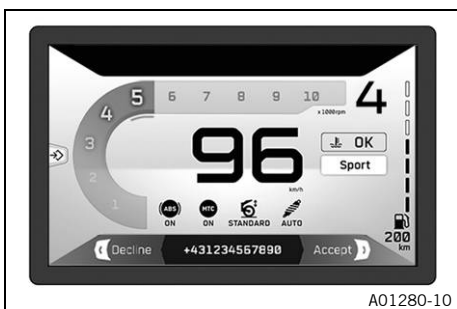 5 6 7 8 9 10 4
4
x 1000rpm
3
96
OK
Sport
2
km/h
1
ABS MTC
ON ON STANDARD AUTO
200
km
Decline +431234567890 Accept
A01280-10